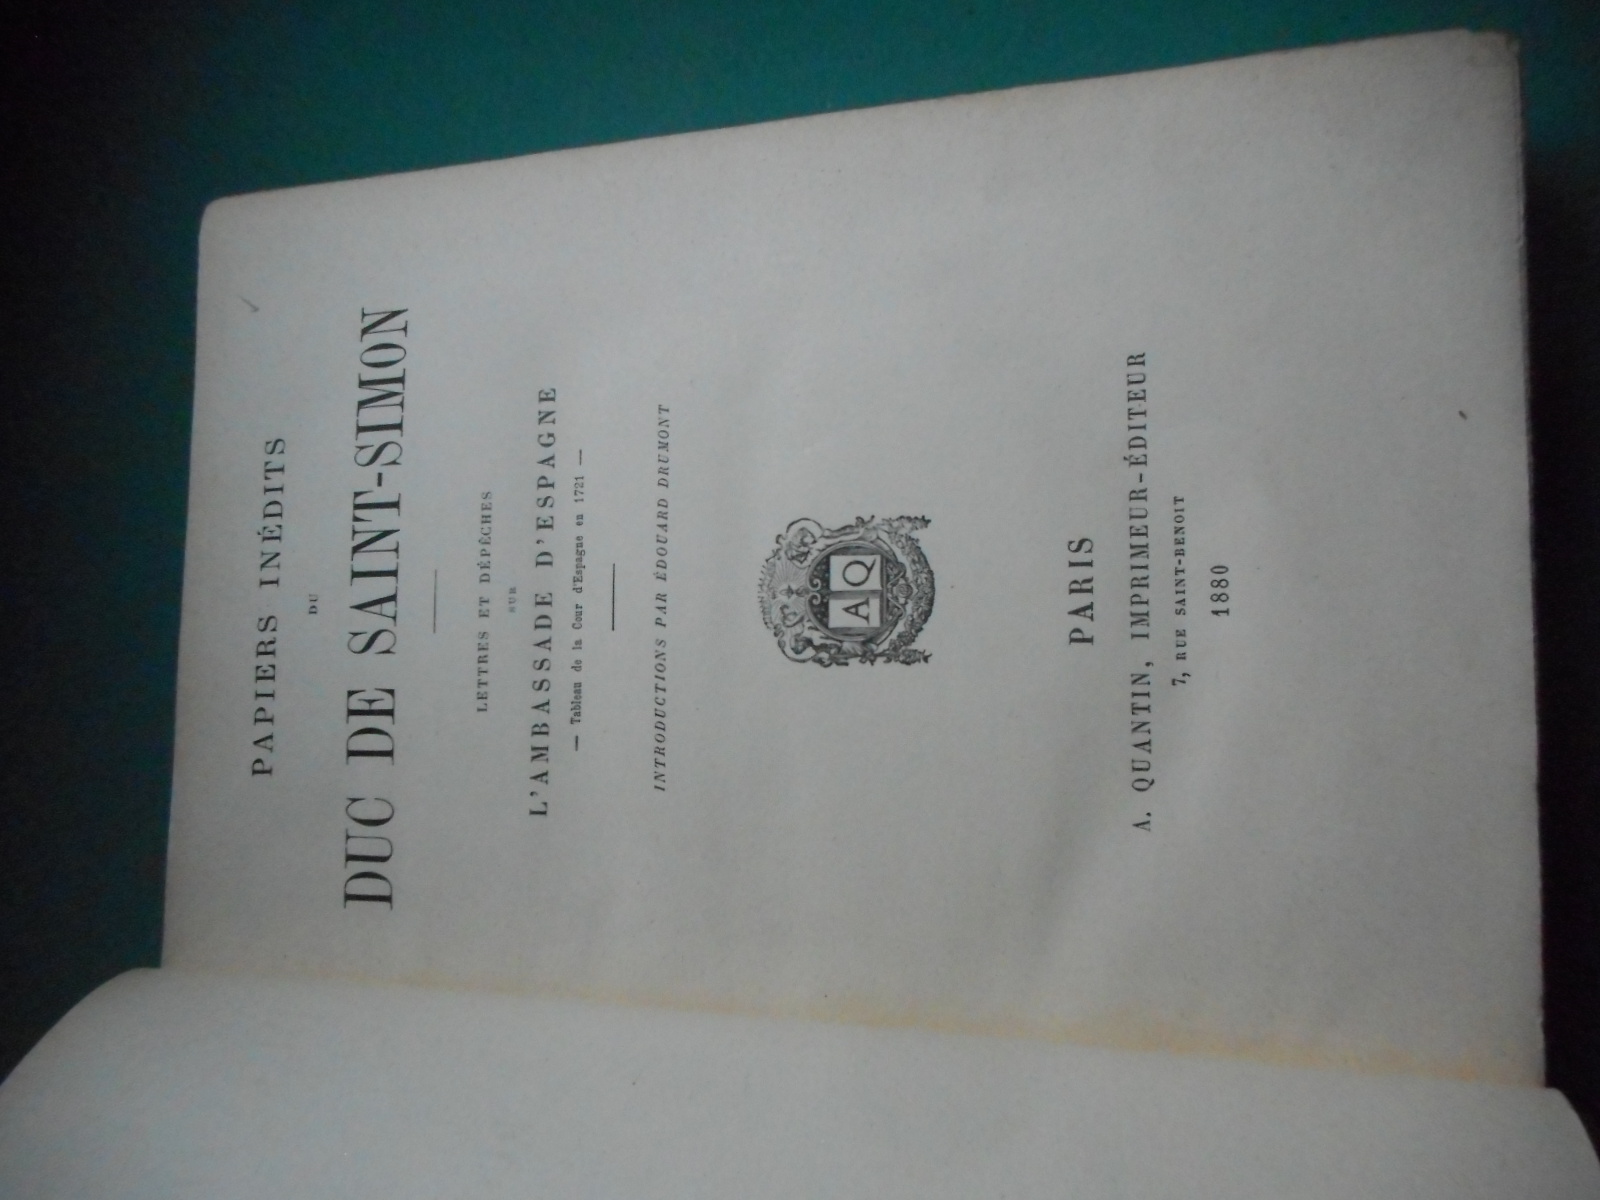 PAPIERS INÉDITS
DU
DUC DE SAINT-SIMON
LETTRES ET DÉPÊCHES
SUR
L'AMBASSADE D'ESPAGNE
— Tableau de la Cour d'Espagne en 1721 —
INTRODUCTIONS PAR ÉDOUARD DRUMONT
A Q
PARIS
A. QUANTIN, IMPRIMEUR-ÉDITEUR
7, RUE SAINT-BENOIT
1880